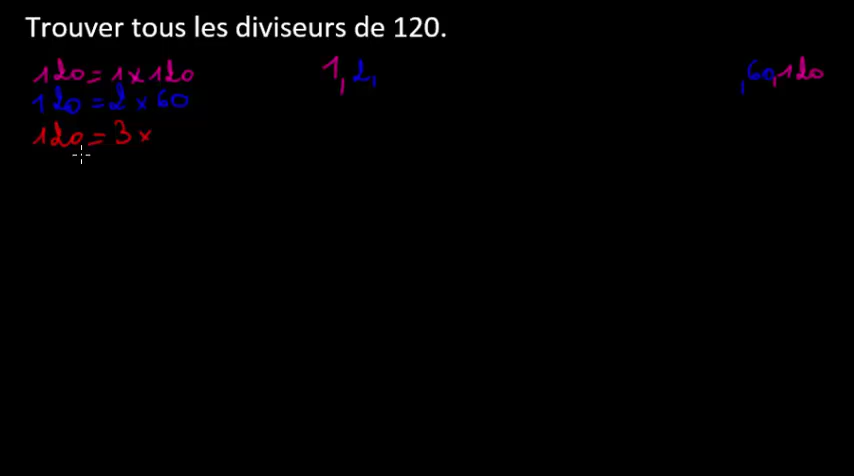 Trouver tous les diviseurs de 120.
120 = 1 x 120 1, 2, , 60, 120
120 = 2 x 60
120 = 3 x